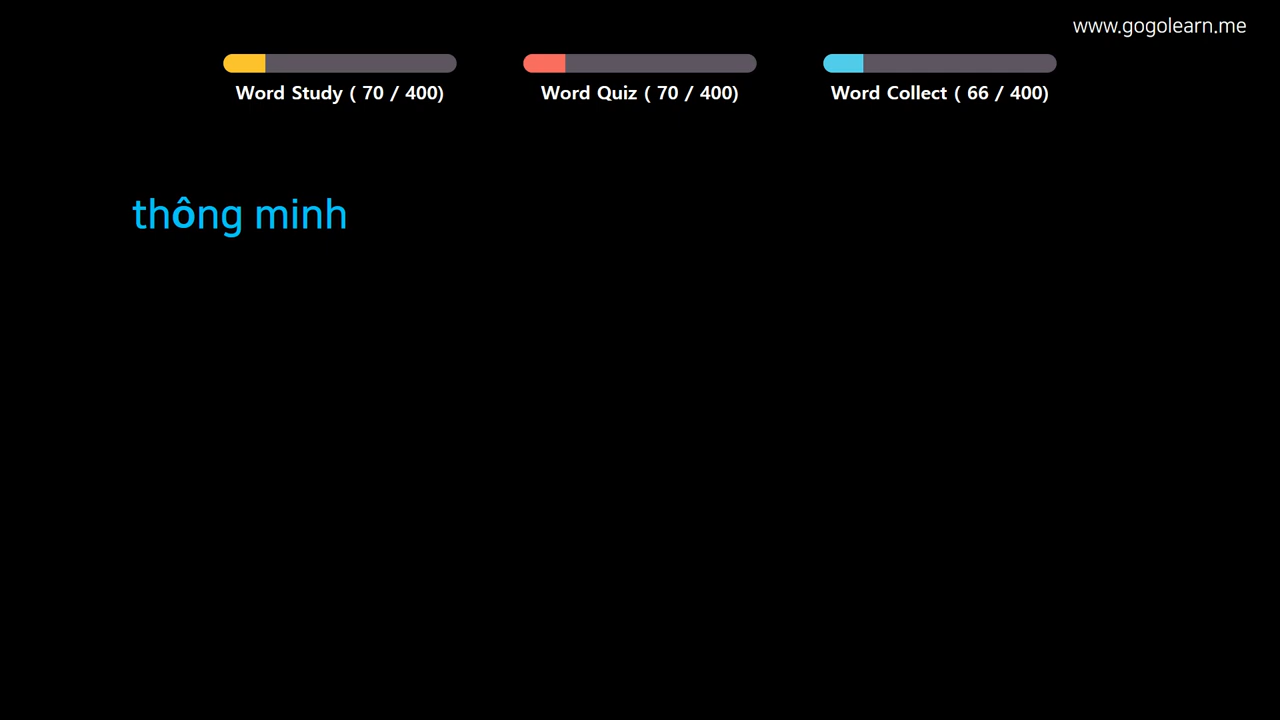 www.gogolearn.me
Word Study ( 70 / 400)
Word Quiz ( 70 / 400)
Word Collect ( 66 / 400)
thông minh